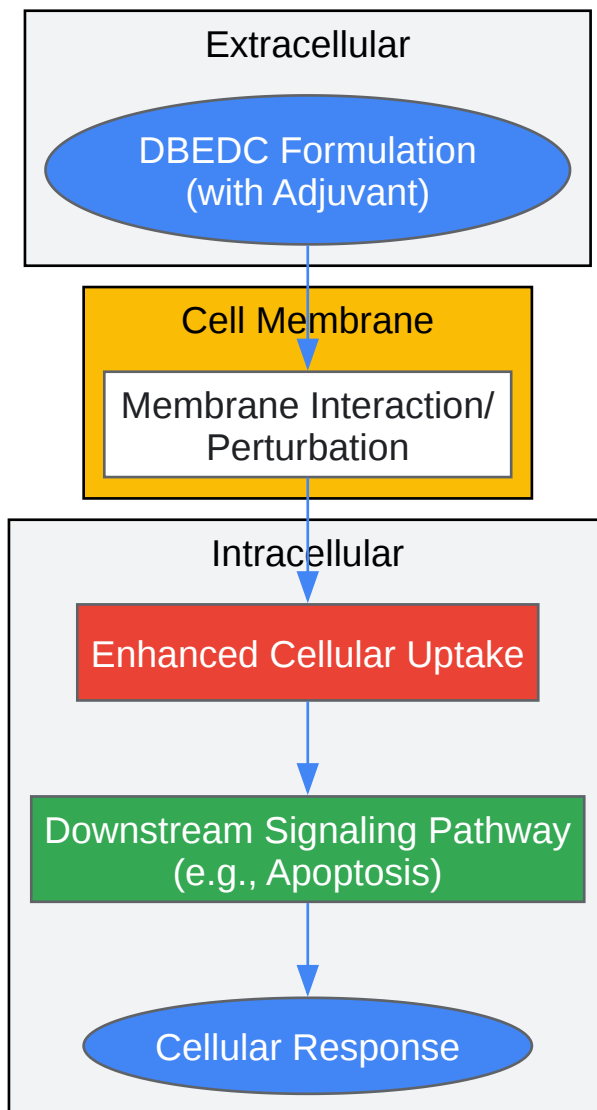 Extracellular
DBEDC Formulation
(with Adjuvant)
Cell Membrane
Membrane Interaction/
Perturbation
Intracellular
Enhanced Cellular Uptake
Downstream Signaling Pathway
(e.g., Apoptosis)
Cellular Response